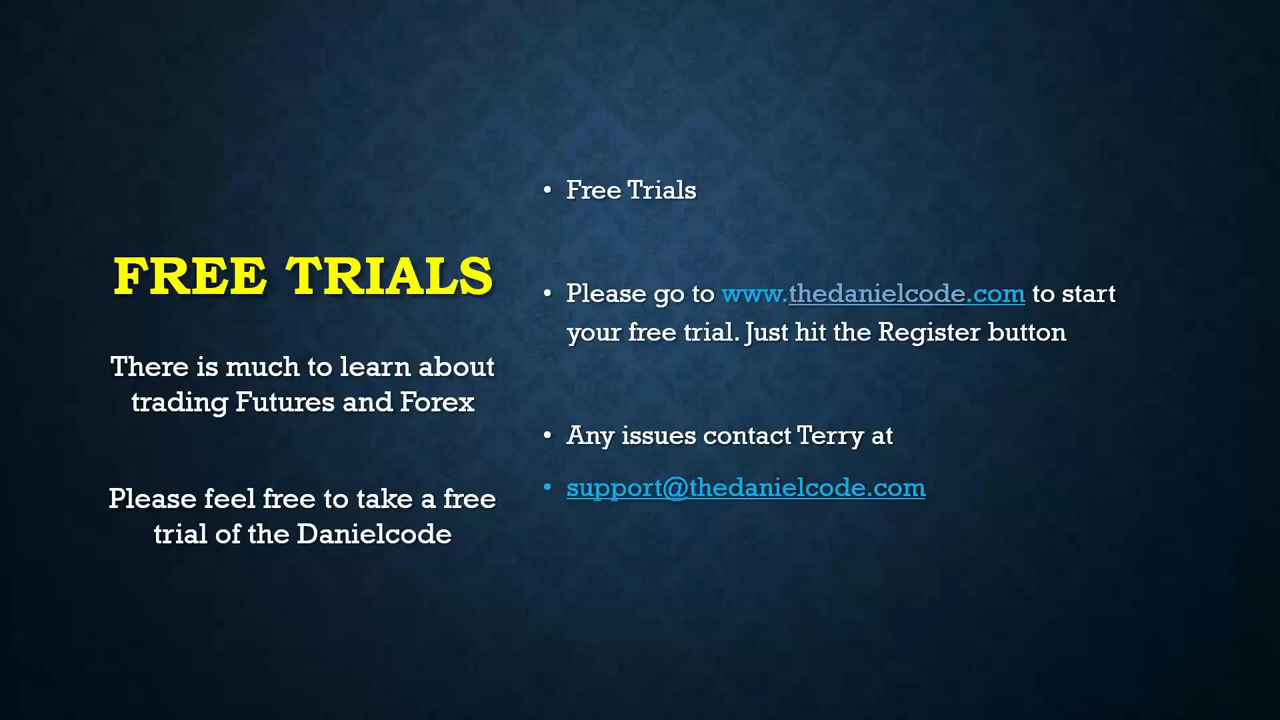 FREE TRIALS
There is much to learn about
trading Futures and Forex
Please feel free to take a free
trial of the Danielcode
• Free Trials
• Please go to www.thedanielcode.com to start
your free trial. Just hit the Register button
• Any issues contact Terry at
• support@thedanielcode.com